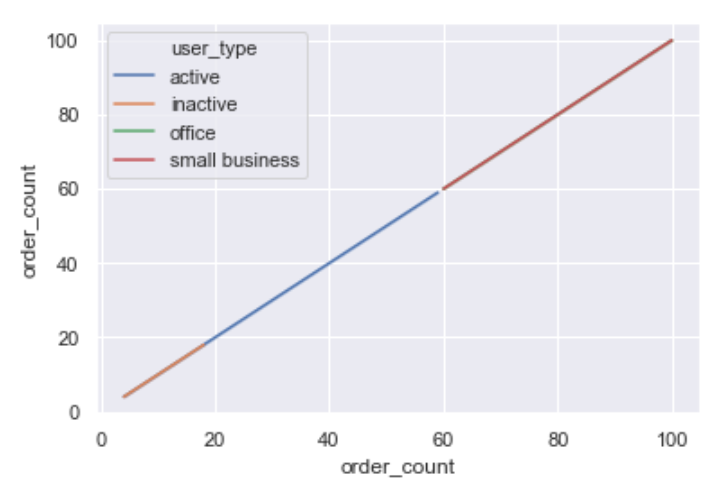 user_type
active
inactive
office
small business
100
80
60
40
20
0
order_count
0 20 40 60 80 100
order_count